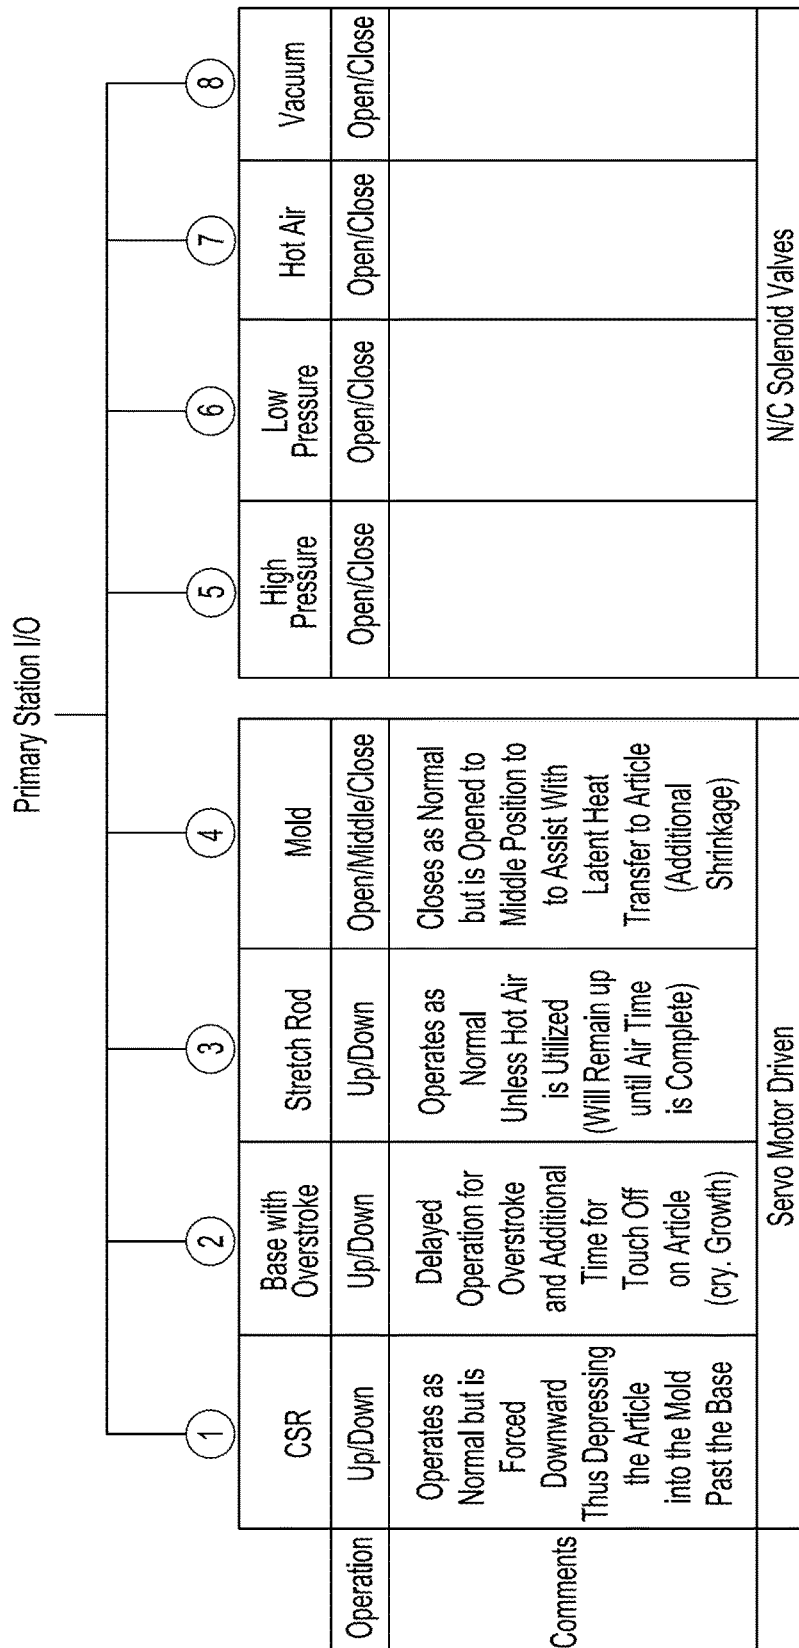 Primary Station I/O
1
2
3
4
5
6
7
8
CSR
Base with
Overstroke
Stretch Rod
Mold
High
Pressure
Low
Pressure
Hot Air
Vacuum
Operation
Up/Down
Up/Down
Up/Down
Open/Middle/Close
Open/Close
Open/Close
Open/Close
Open/Close
Comments
Operates as
Normal but is
Forced
Downward
Thus Depressing
the Article
into the Mold
Past the Base
Delayed
Operation for
Overstroke
and Additional
Time for
Touch Off
on Article
(cry. Growth)
Operates as
Normal
Unless Hot Air
is Utilized
(Will Remain up
until Air Time
is Complete)
Closes as Normal
but is Opened to
Middle Position to
to Assist With
Latent Heat
Transfer to Article
(Additional
Shrinkage)
Servo Motor Driven
N/C Solenoid Valves